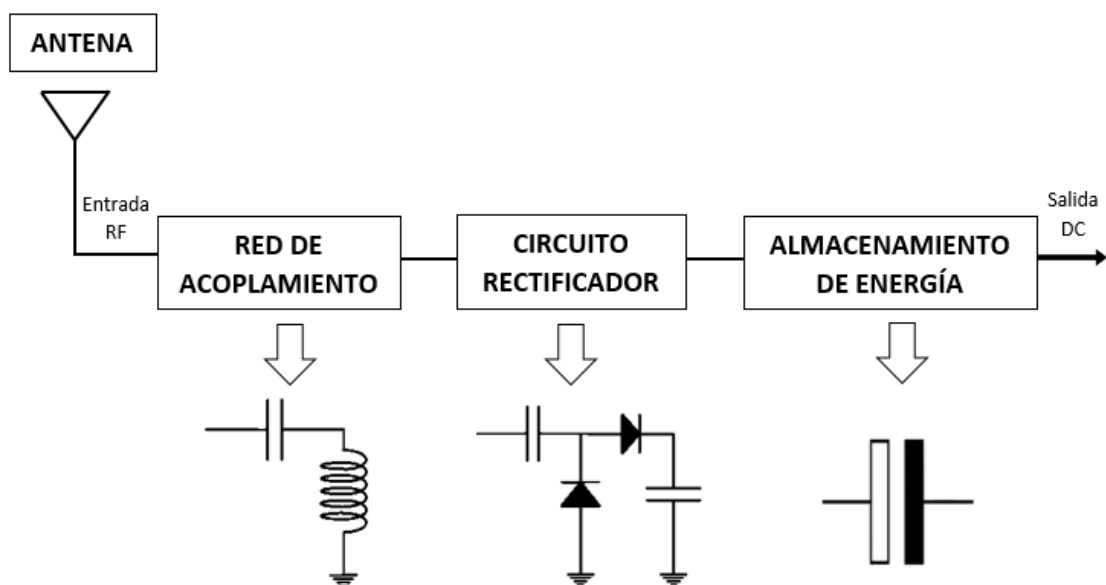 ANTENA
Entrada
RF
RED DE
ACOPLAMIENTO
CIRCUITO
RECTIFICADOR
ALMACENAMIENTO
DE ENERGÍA
Salida
DC